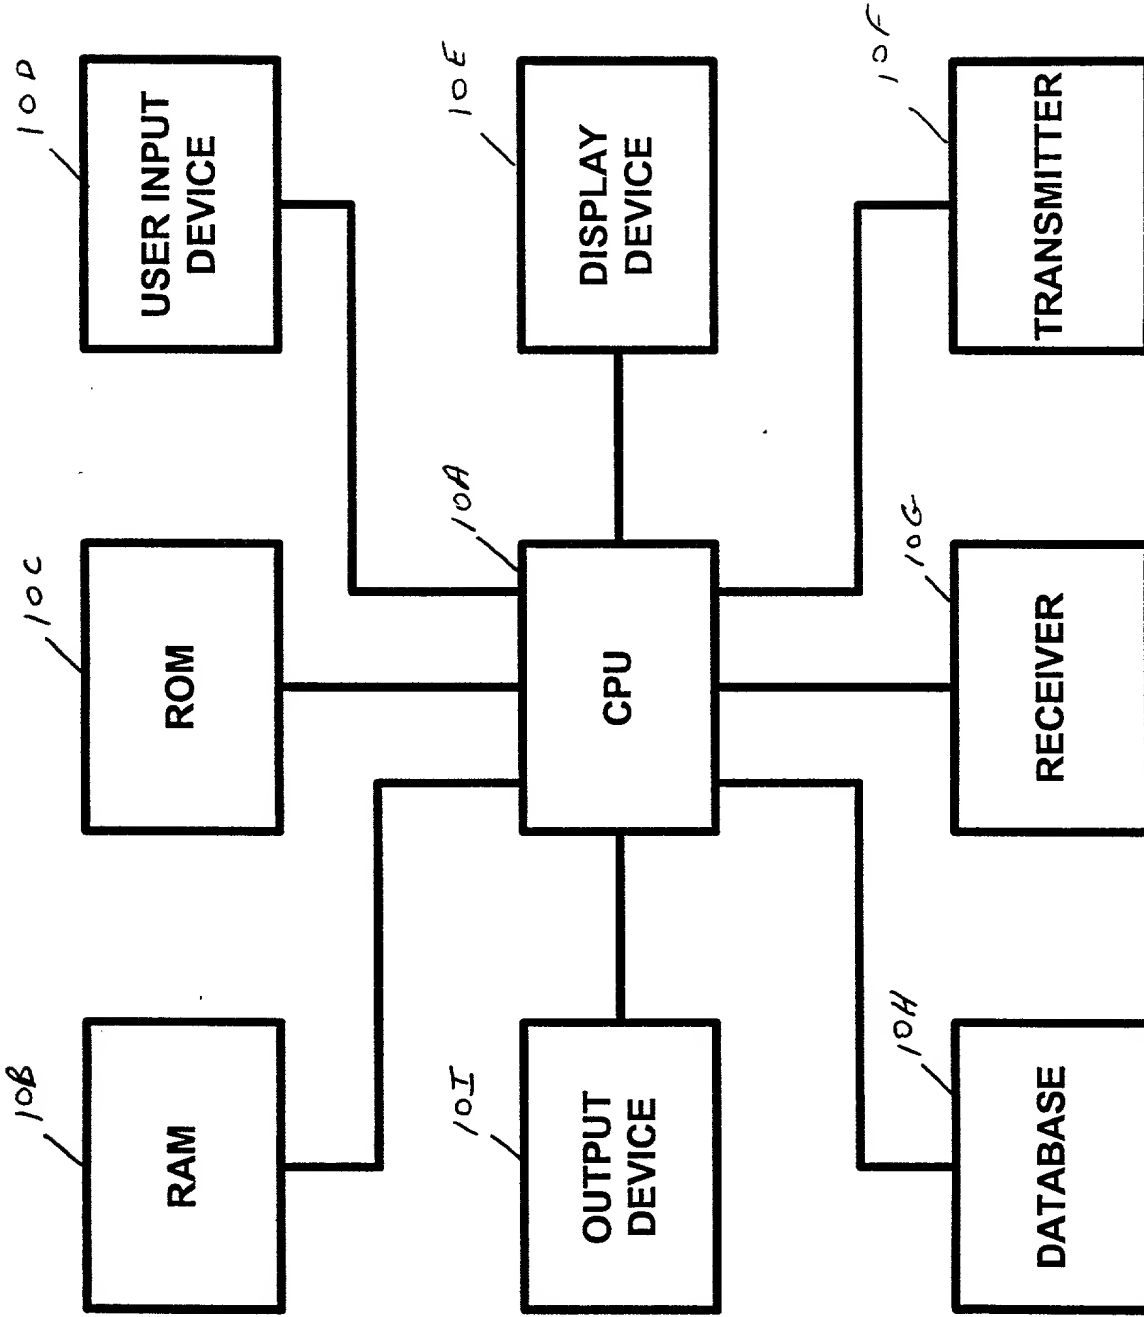 10B
RAM
10C
ROM
10D
USER INPUT
DEVICE
10I
OUTPUT
DEVICE
10A
CPU
10E
DISPLAY
DEVICE
10H
DATABASE
10G
RECEIVER
10F
TRANSMITTER